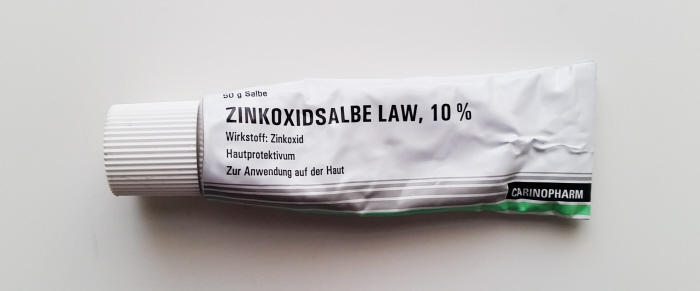 50 g Salbe
ZINKOXIDSALBE LAW, 10 %
Wirkstoff: Zinkoxid
Hautprotektivum
Zur Anwendung auf der Haut
CARINOPHARM